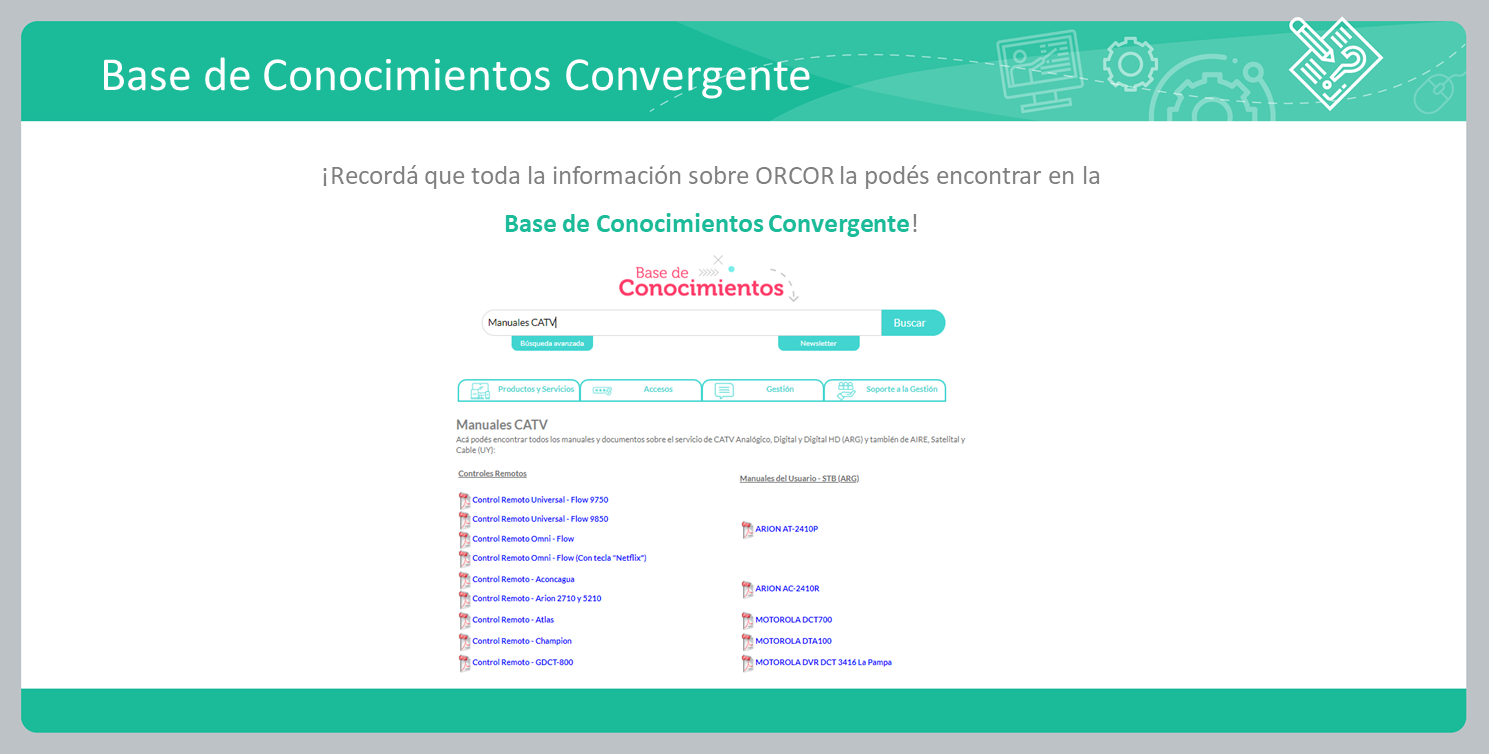 Base de Conocimientos Convergente
¡Recordá que toda la información sobre ORCOR la podés encontrar en la
Base de Conocimientos Convergente!
Base de
Conocimientos
Manuales CATV
Buscar
Búsqueda avanzada
Newsletter
Productos y Servicios
Accesos
Gestión
Soporte a la Gestión
Manuales CATV
Acá podés encontrar todos los manuales y documentos sobre el servicio de CATV Analógico, Digital y Digital HD (ARG) y también de AIRE, Satelital y
Cable (UY):
Controles Remotos
Control Remoto Universal - Flow 9750
Control Remoto Universal - Flow 9850
Control Remoto Omni - Flow
Control Remoto Omni - Flow (Con tecla "Netflix")
Control Remoto - Aconcagua
Control Remoto - Arion 2710 y 5210
Control Remoto - Atlas
Control Remoto - Champion
Control Remoto - GDCT-800
Manuales del Usuario - STB (ARG)
ARION AT-2410P
ARION AC-2410R
MOTOROLA DCT700
MOTOROLA DTA100
MOTOROLA DVR DCT 3416 La Pampa